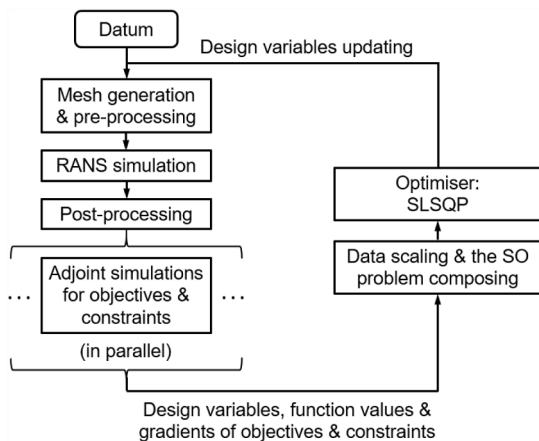 Datum
Design variables updating
Mesh generation
& pre-processing
RANS simulation
Post-processing
Adjoint simulations
for objectives &
constraints
... ...
(in parallel)
Optimiser:
SLSQP
Data scaling & the SO
problem composing
Design variables, function values &
gradients of objectives & constraints